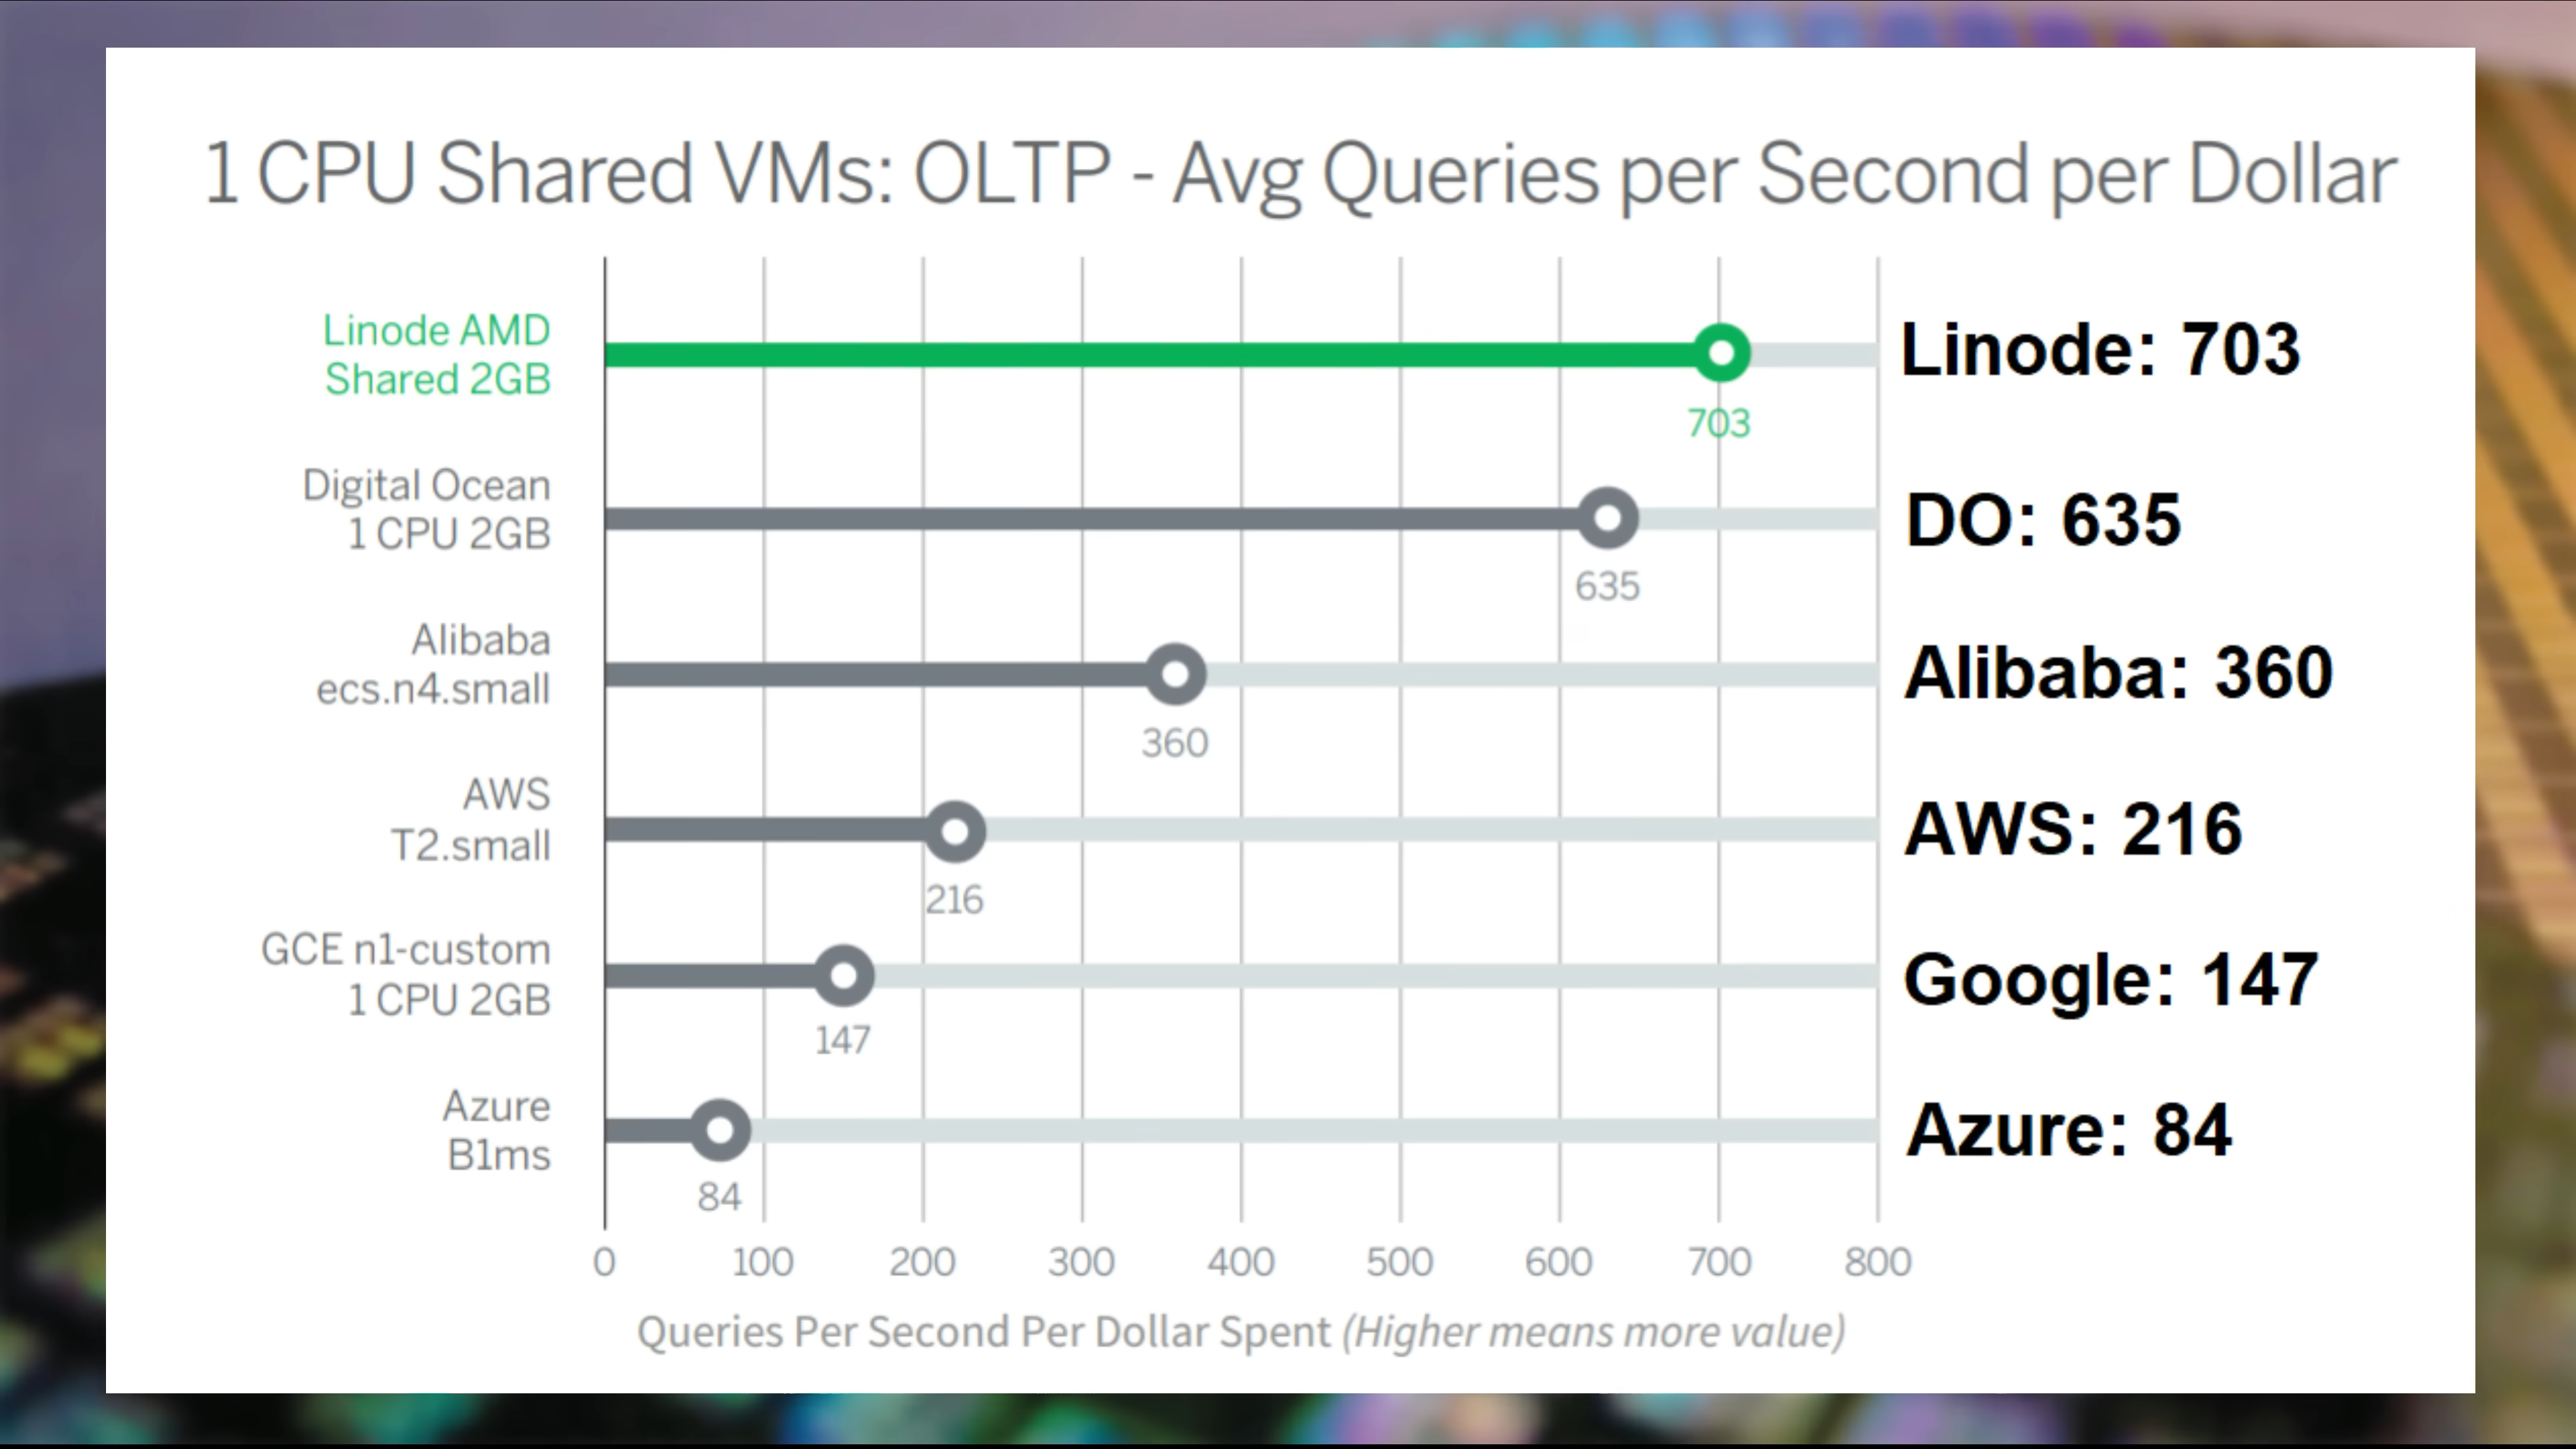 1 CPU Shared VMs: OLTP - Avg Queries per Second per Dollar
Linode AMD
Shared 2GB
703
Linode: 703
Digital Ocean
1 CPU 2GB
635
DO: 635
Alibaba
ecs.n4.small
360
Alibaba: 360
AWS
T2.small
216
AWS: 216
GCE n1-custom
1 CPU 2GB
147
Google: 147
Azure
B1ms
84
Azure: 84
0 100 200 300 400 500 600 700 800
Queries Per Second Per Dollar Spent (Higher means more value)